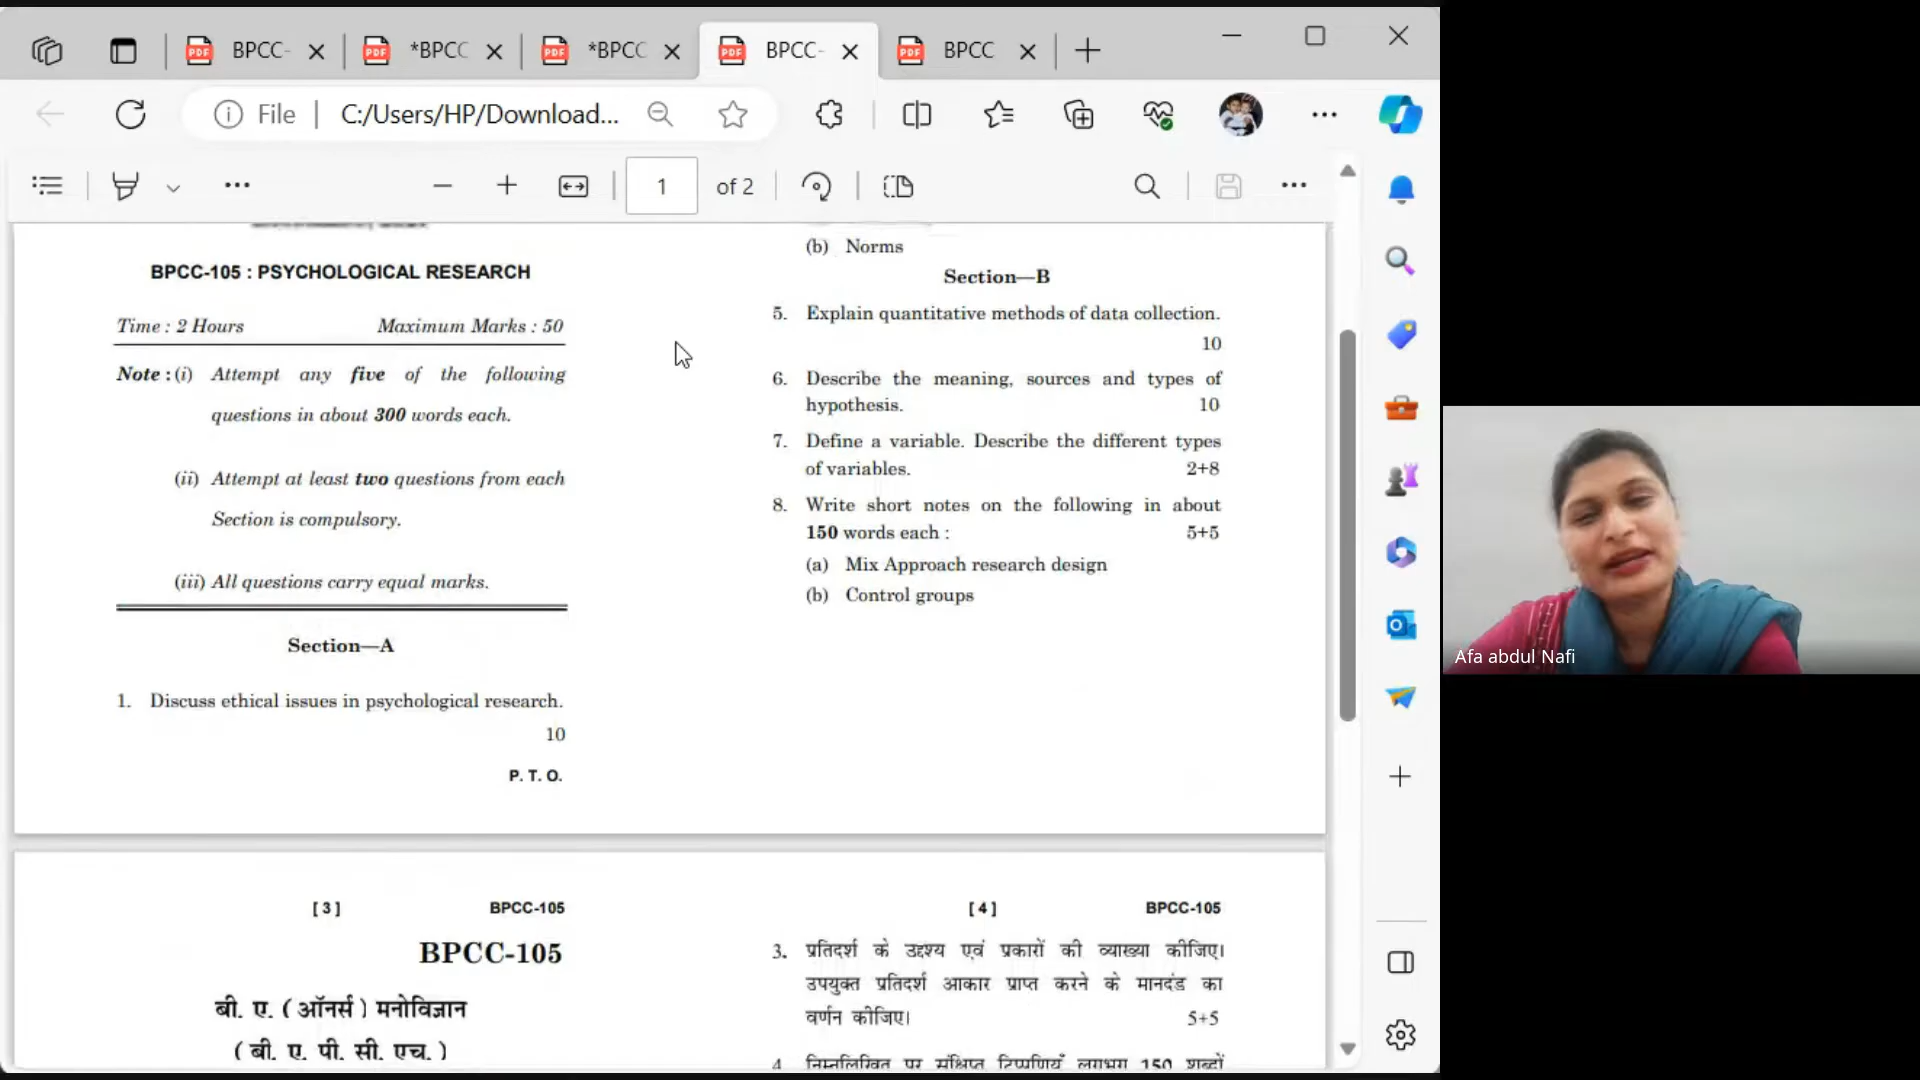 BPCC-
*BPCC
*BPCC
BPCC-
BPCC
File
C:/Users/HP/Download...
1
of 2
BPCC-105 : PSYCHOLOGICAL RESEARCH
Time : 2 Hours Maximum Marks : 50
Note : (i) Attempt any five of the following
questions in about 300 words each.
(ii) Attempt at least two questions from each
Section is compulsory.
(iii) All questions carry equal marks.
Section—A
1. Discuss ethical issues in psychological research.
10
P. T. O.
(b) Norms
Section—B
5. Explain quantitative methods of data collection.
10
6. Describe the meaning, sources and types of
hypothesis. 10
7. Define a variable. Describe the different types
of variables. 2+8
8. Write short notes on the following in about
150 words each : 5+5
(a) Mix Approach research design
(b) Control groups
[ 3 ] BPCC-105
BPCC-105
बी. ए. ( ऑनर्स ) मनोविज्ञान
( बी. ए. पी. सी. एच. )
[ 4 ] BPCC-105
3. प्रतिदर्श के उद्देश्य एवं प्रकारों की व्याख्या कीजिए।
उपयुक्त प्रतिदर्श आकार प्राप्त करने के मानदंड का
वर्णन कीजिए। 5+5
4 निम्नलिखित पर संक्षिप्त टिप्पणियाँ लगभग 150 शब्दों
Afa abdul Nafi